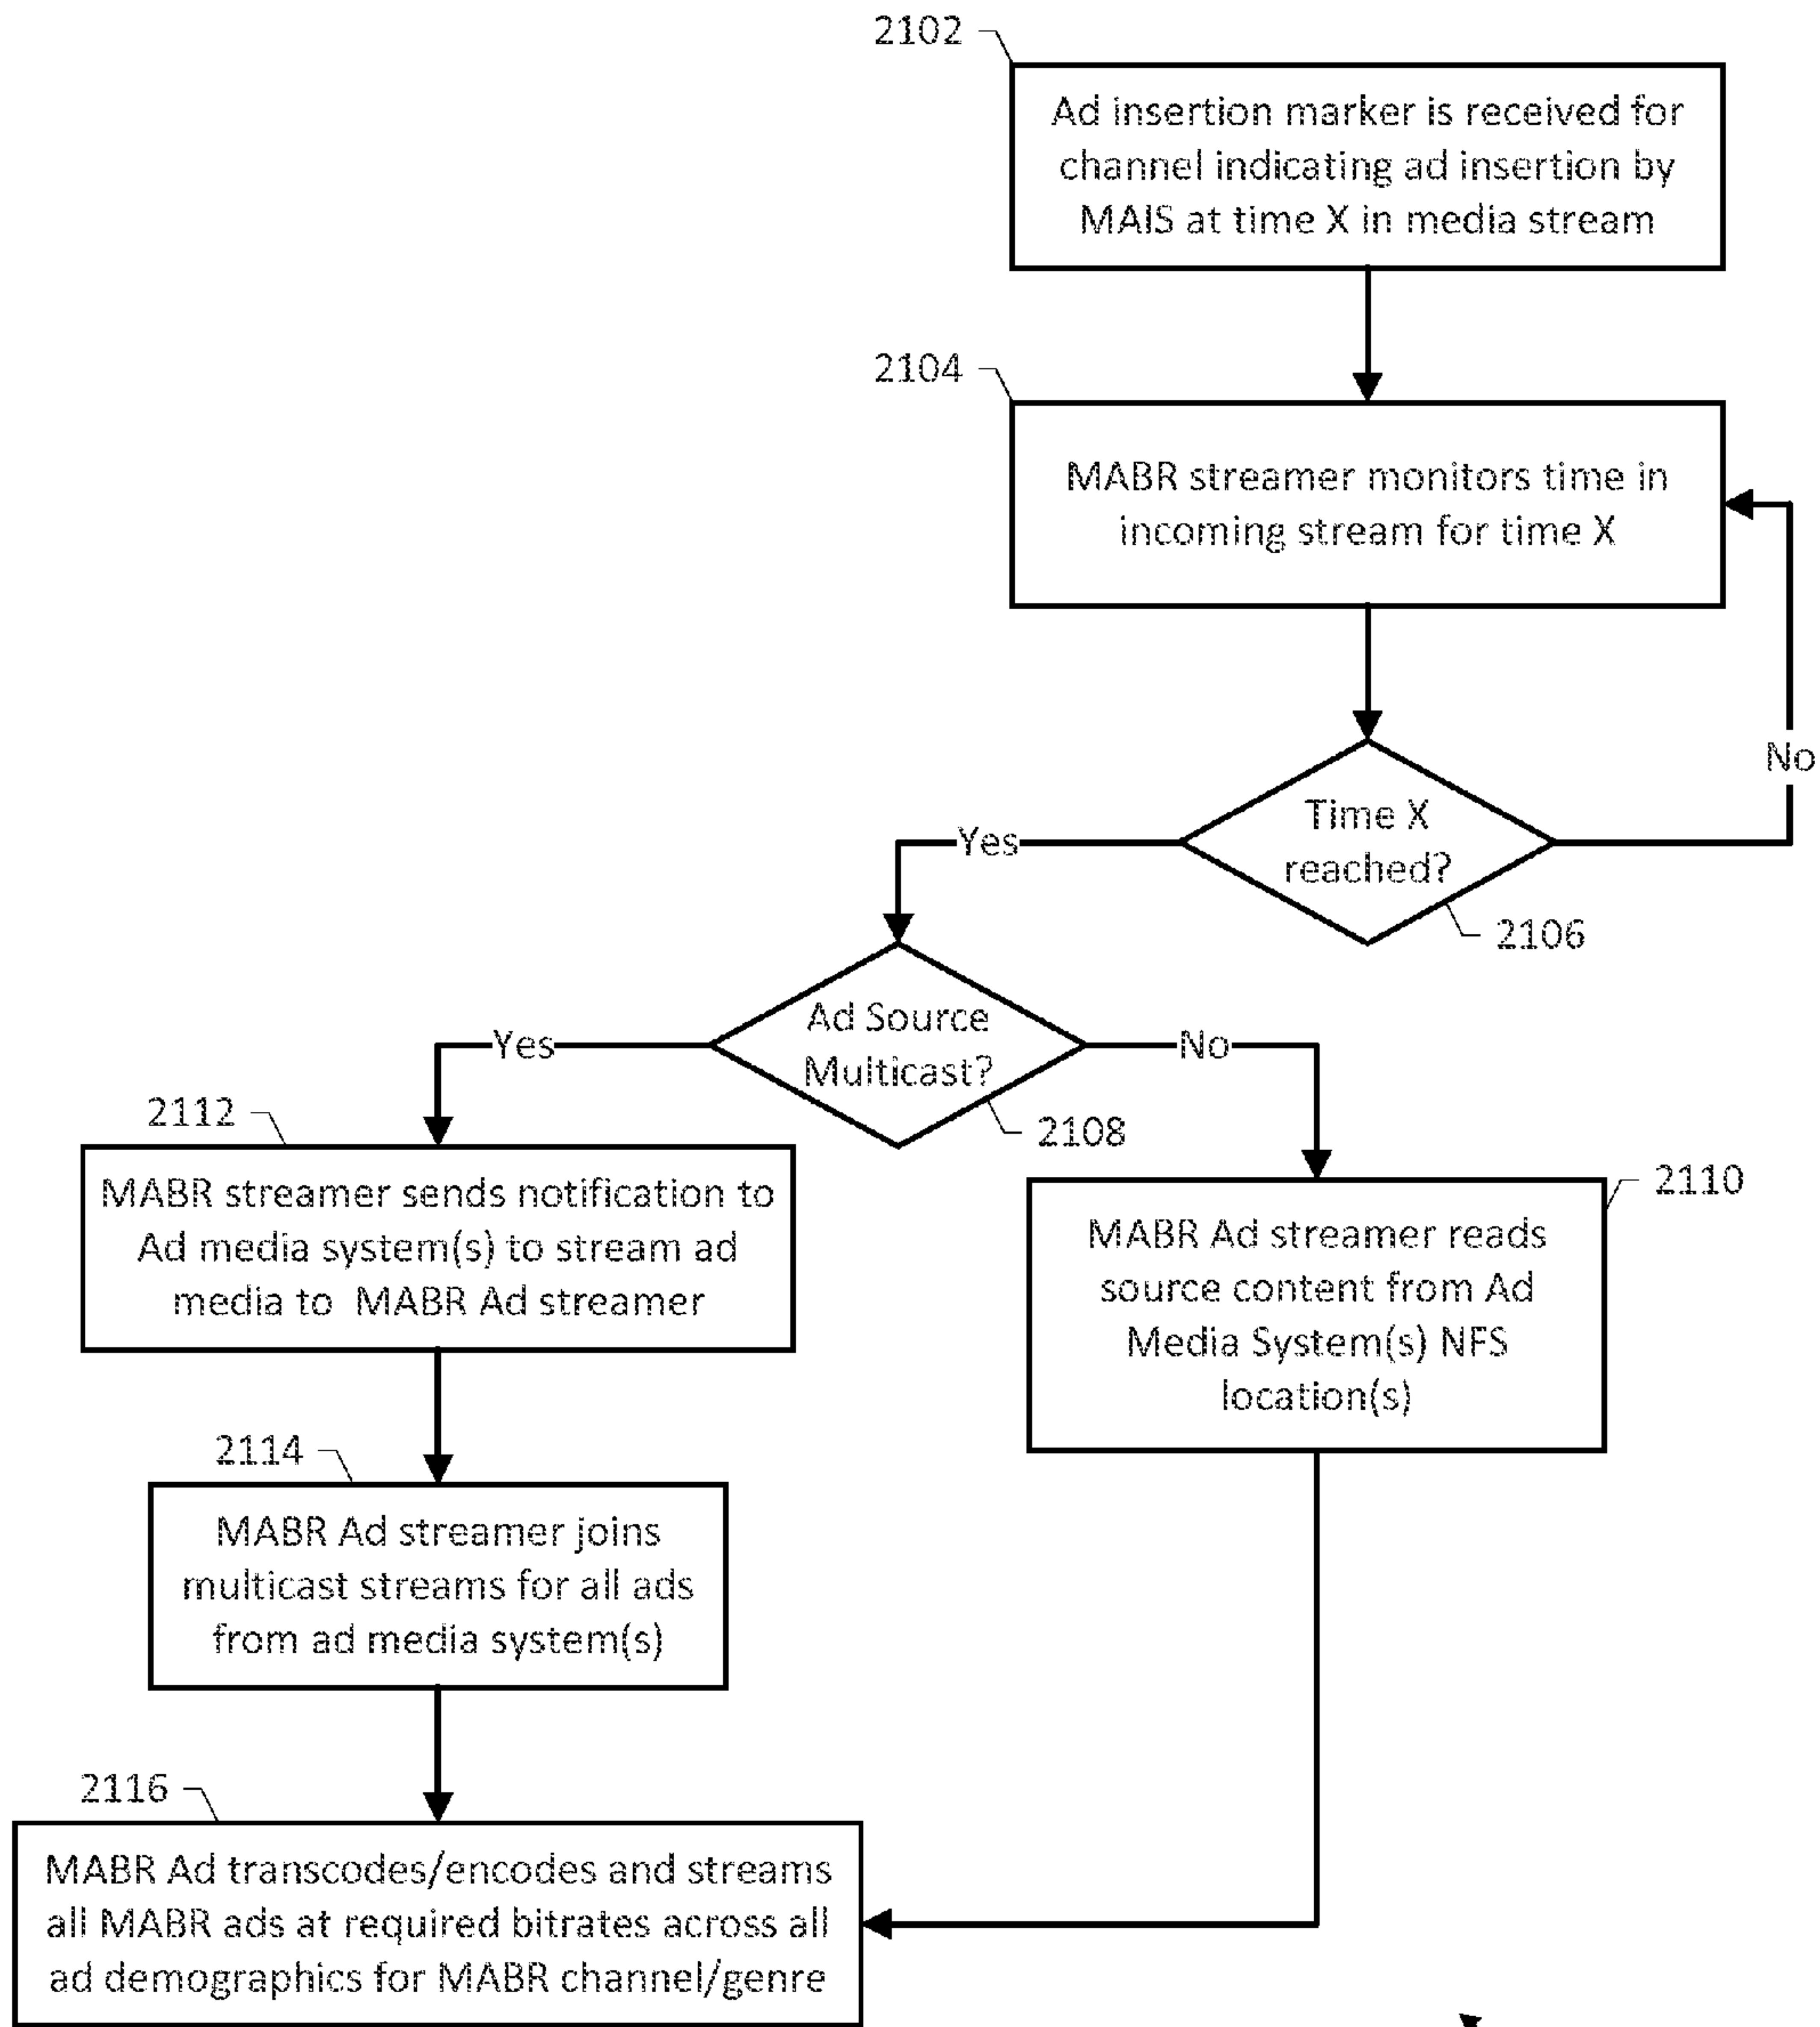 2102
Ad insertion marker is received for
channel indicating ad insertion by
MAIS at time X in media stream
2104
MABR streamer monitors time in
incoming stream for time X
No
Time X
reached?
Yes
2106
Ad Source
Multicast?
Yes
No
2108
2112
MABR streamer sends notification to
Ad media system(s) to stream ad
media to MABR Ad streamer
2110
MABR Ad streamer reads
source content from Ad
Media System(s) NFS
location(s)
2114
MABR Ad streamer joins
multicast streams for all ads
from ad media system(s)
2116
MABR Ad transcodes/encodes and streams
all MABR ads at required bitrates across all
ad demographics for MABR channel/genre